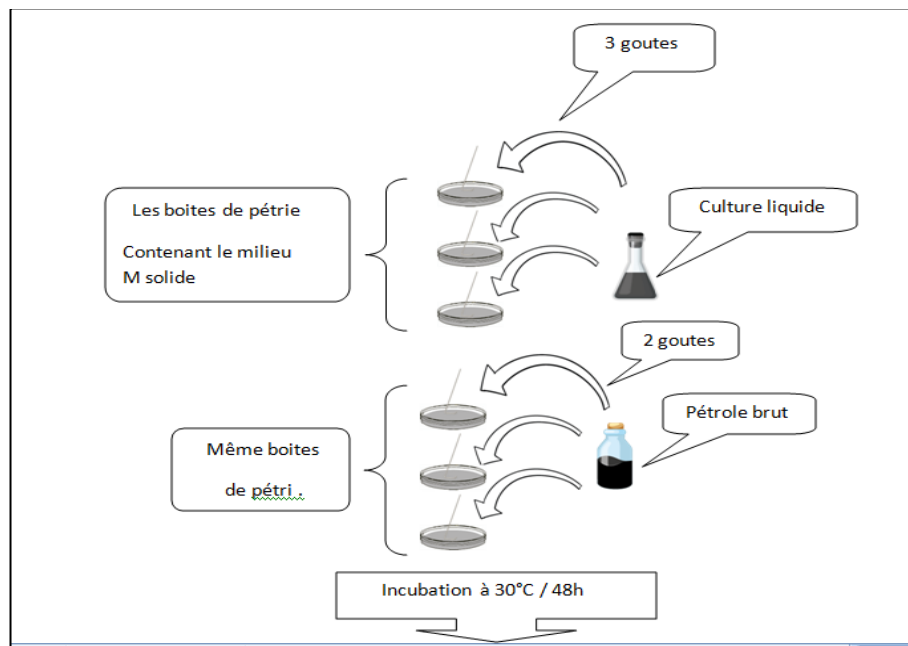 3 goutes
Les boites de pétrie
Contenant le milieu
M solide
Culture liquide
2 goutes
Pétrole brut
Même boites
de pétri .
Incubation à 30°C / 48h